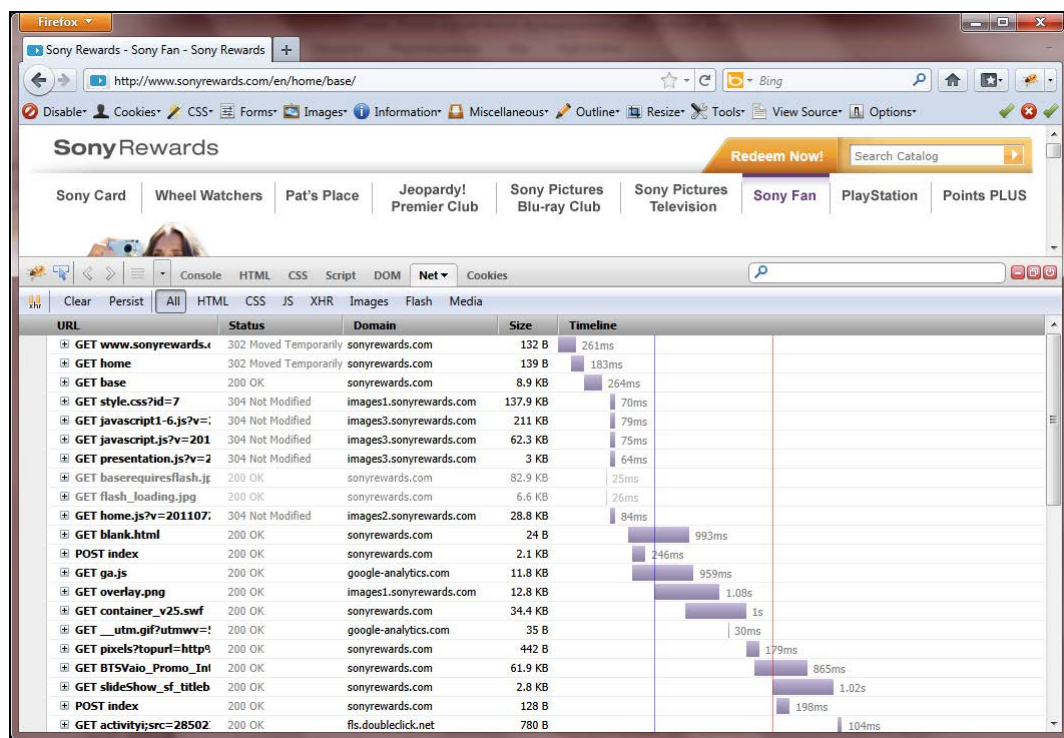 Firefox
Sony Rewards - Sony Fan - Sony Rewards +
http://www.sonyrewards.com/en/home/base/ Bing
Disable Cookies CSS Forms Images Information Miscellaneous Outline Resize Tools View Source Options
Sony Rewards Redeem Now! Search Catalog
Sony Card Wheel Watchers Pat's Place Jeopardy! Premier Club Sony Pictures Blu-ray Club Sony Pictures Television Sony Fan PlayStation Points PLUS
Console HTML CSS Script DOM Net Cookies
xhr Clear Persist All HTML CSS JS XHR Images Flash Media
URL Status Domain Size Timeline
GET www.sonyrewards.c 302 Moved Temporarily sonyrewards.com 132 B 261ms
GET home 302 Moved Temporarily sonyrewards.com 139 B 183ms
GET base 200 OK sonyrewards.com 8.9 KB 264ms
GET style.css?id=7 304 Not Modified images1.sonyrewards.com 137.9 KB 70ms
GET javascript1-6.js?v=2 304 Not Modified images3.sonyrewards.com 211 KB 79ms
GET javascript.js?v=201 304 Not Modified images3.sonyrewards.com 62.3 KB 75ms
GET presentation.js?v=2 304 Not Modified images3.sonyrewards.com 3 KB 64ms
GET baserequiresflash.jp 200 OK sonyrewards.com 82.9 KB 25ms
GET flash_loading.jpg 200 OK sonyrewards.com 6.6 KB 26ms
GET home.js?v=201107 304 Not Modified images2.sonyrewards.com 28.8 KB 84ms
GET blank.html 200 OK sonyrewards.com 24 B 993ms
POST index 200 OK sonyrewards.com 2.1 KB 246ms
GET ga.js 200 OK google-analytics.com 11.8 KB 959ms
GET overlay.png 200 OK images1.sonyrewards.com 12.8 KB 1.08s
GET container_v25.swf 200 OK sonyrewards.com 34.4 KB 1s
GET __utm.gif?utmwv= 200 OK google-analytics.com 35 B 30ms
GET pixels?topurl=http% 200 OK sonyrewards.com 442 B 179ms
GET BTSVaio_Promo_Int 200 OK sonyrewards.com 61.9 KB 865ms
GET slideShow_sf_titleb 200 OK sonyrewards.com 2.8 KB 1.02s
POST index 200 OK sonyrewards.com 128 B 198ms
GET activityi;src=28502 200 OK fls.doubleclick.net 780 B 104ms